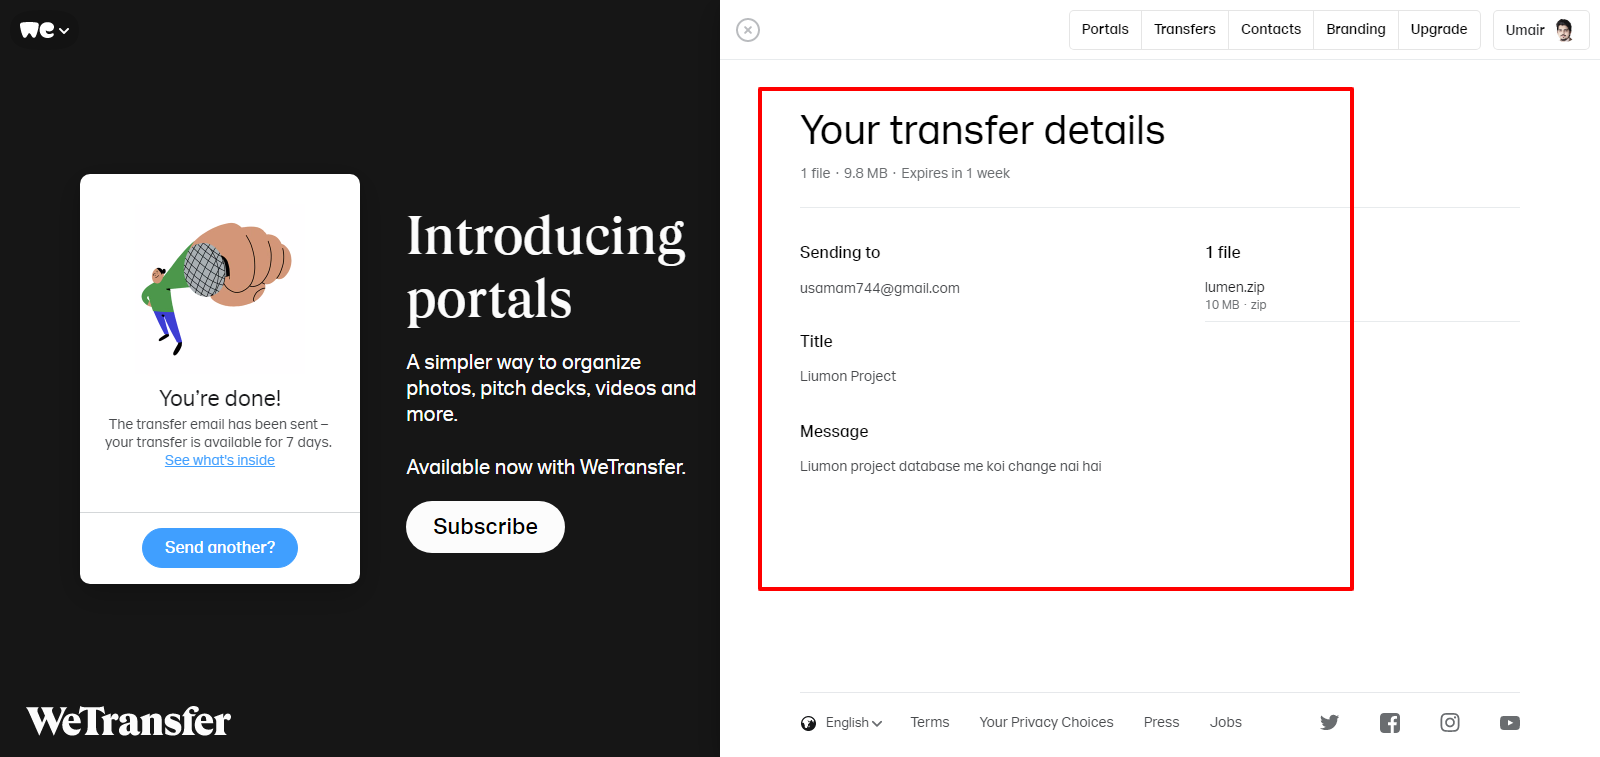 we
You're done!
The transfer email has been sent –
your transfer is available for 7 days.
See what's inside
Send another?
Introducing
portals
A simpler way to organize
photos, pitch decks, videos and
more.
Available now with WeTransfer.
Subscribe
WeTransfer
Portals
Transfers
Contacts
Branding
Upgrade
Umair
Your transfer details
1 file · 9.8 MB · Expires in 1 week
Sending to
usamam744@gmail.com
Title
Liumon Project
Message
Liumon project database me koi change nai hai
1 file
lumen.zip
10 MB · zip
English
Terms
Your Privacy Choices
Press
Jobs